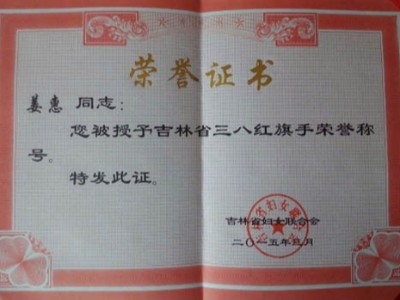 荣誉证书
姜惠 同志：
您被授予吉林省三八红旗手荣誉称
号。
特发此证。
吉林省妇女联合会
二〇一五年三月